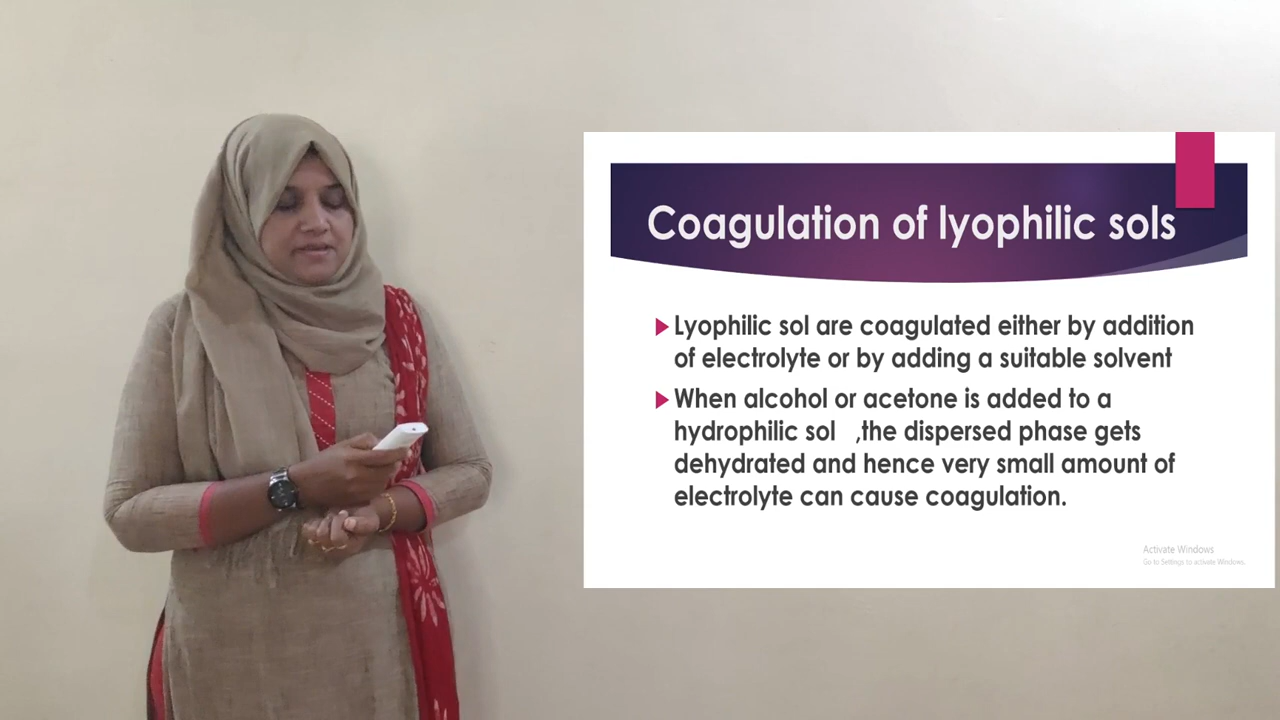 Coagulation of lyophilic sols
Lyophilic sol are coagulated either by addition
of electrolyte or by adding a suitable solvent
When alcohol or acetone is added to a
hydrophilic sol ,the dispersed phase gets
dehydrated and hence very small amount of
electrolyte can cause coagulation.
Activate Windows
Go to Settings to activate Windows.